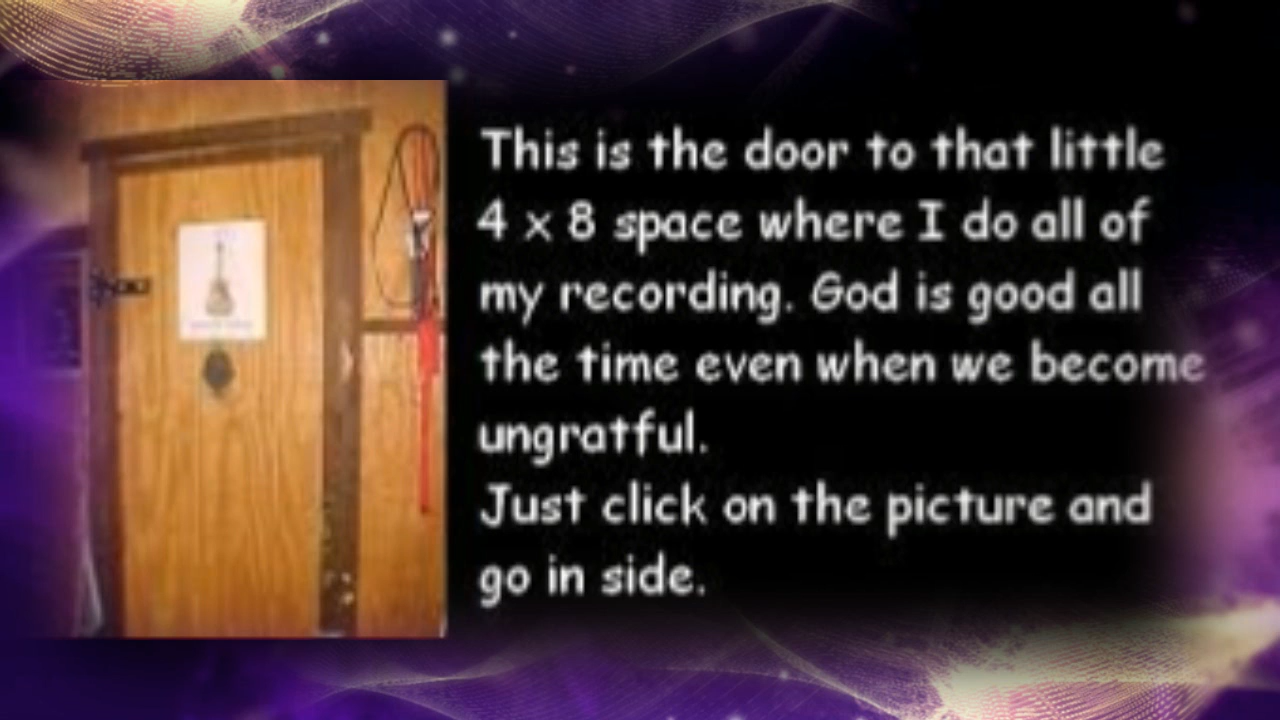 This is the door to that little
4 x 8 space where I do all of
my recording. God is good all
the time even when we become
ungratful.
Just click on the picture and
go in side.